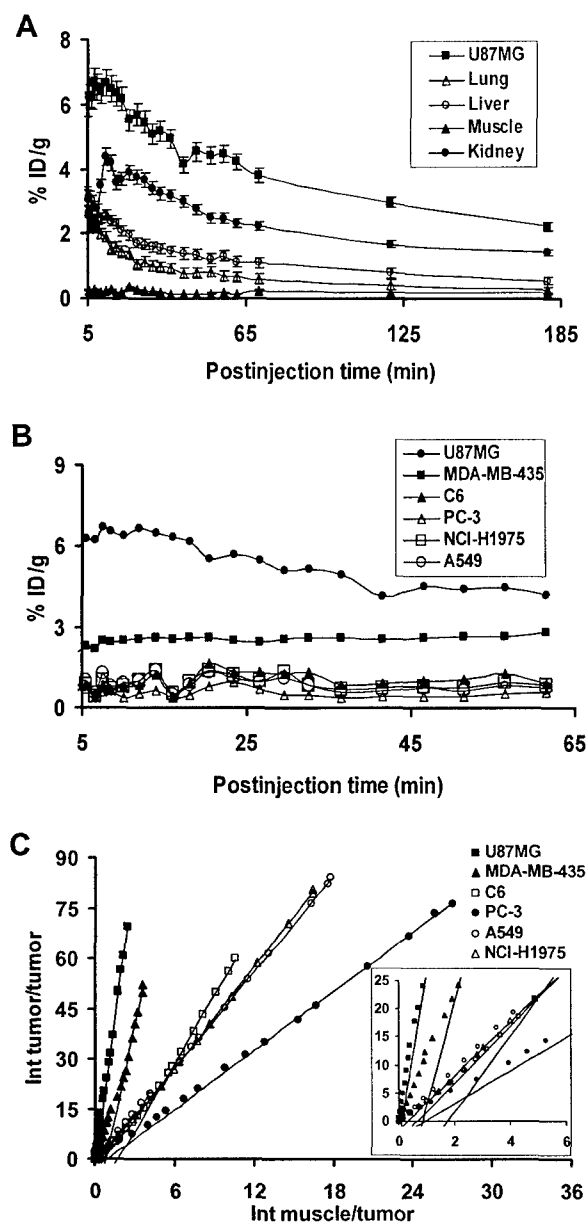 A
8
6
4
2
0
% ID/g
U87MG
Lung
Liver
Muscle
Kidney
5
65
125
185
Postinjection time (min)
B
9
6
3
0
% ID/g
U87MG
MDA-MB-435
C6
PC-3
NCI-H1975
A549
5
25
45
65
Postinjection time (min)
C
90
75
60
45
30
15
0
Int tumor/tumor
U87MG
MDA-MB-435
C6
PC-3
A549
NCI-H1975
25
20
15
10
5
0
0
2
4
6
0
6
12
18
24
30
36
Int muscle/tumor